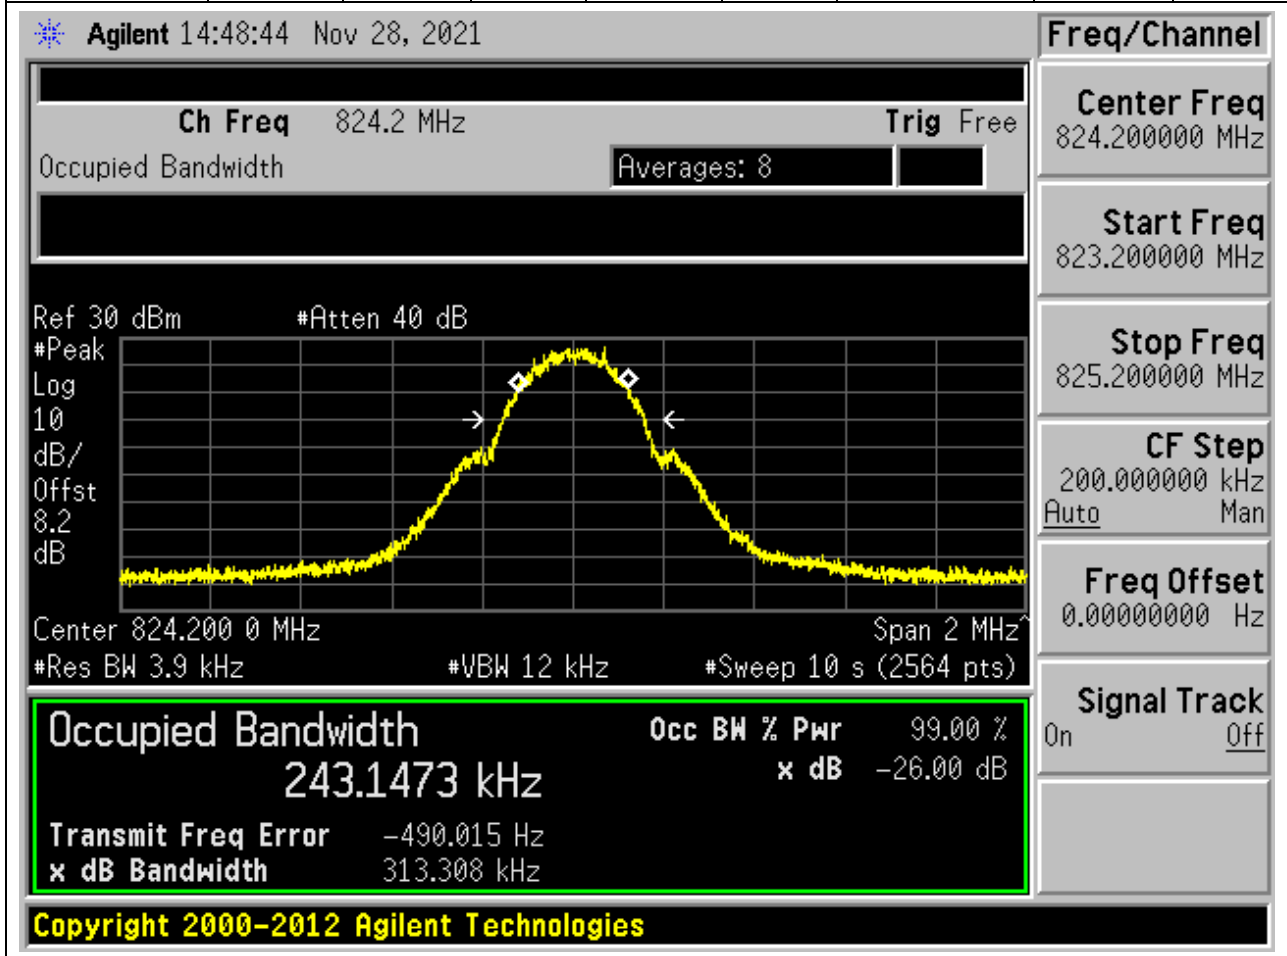 Agilent 14:48:44 Nov 28, 2021
Freq/Channel
Ch Freq 824.2 MHz Trig Free
Occupied Bandwidth Averages: 8
Center Freq
824.200000 MHz
Start Freq
823.200000 MHz
Stop Freq
825.200000 MHz
CF Step
200.000000 kHz
Auto Man
Freq Offset
0.00000000 Hz
Signal Track
On Off
Ref 30 dBm #Atten 40 dB
#Peak
Log
10
dB/
Offst
8.2
dB
Center 824.200 0 MHz Span 2 MHz^
#Res BW 3.9 kHz #VBW 12 kHz #Sweep 10 s (2564 pts)
Occupied Bandwidth Occ BW % Pwr 99.00 %
243.1473 kHz x dB -26.00 dB
Transmit Freq Error -490.015 Hz
x dB Bandwidth 313.308 kHz
Copyright 2000-2012 Agilent Technologies